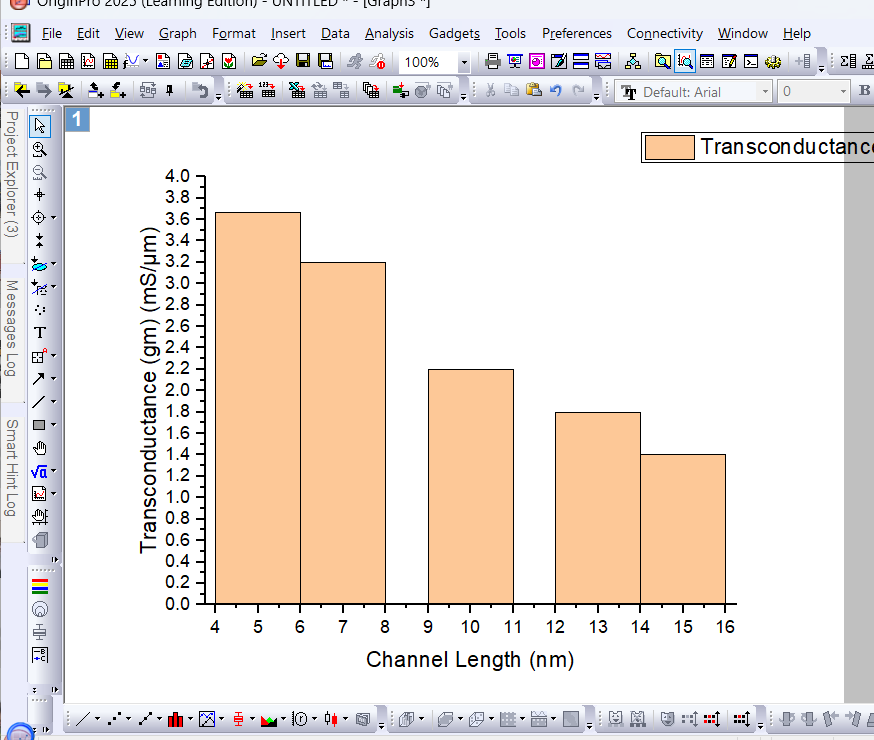 OriginPro 2025 (Learning Edition) - UNTITLED * - [Graph3 *]
File Edit View Graph Format Insert Data Analysis Gadgets Tools Preferences Connectivity Window Help
100%
Default: Arial 0 B
Project Explorer (3)
Messages Log
Smart Hint Log
1
Transconductance
4.0
3.8
3.6
3.4
3.2
3.0
2.8
2.6
2.4
2.2
2.0
1.8
1.6
1.4
1.2
1.0
0.8
0.6
0.4
0.2
0.0
Transconductance (gm) (mS/μm)
4 5 6 7 8 9 10 11 12 13 14 15 16
Channel Length (nm)